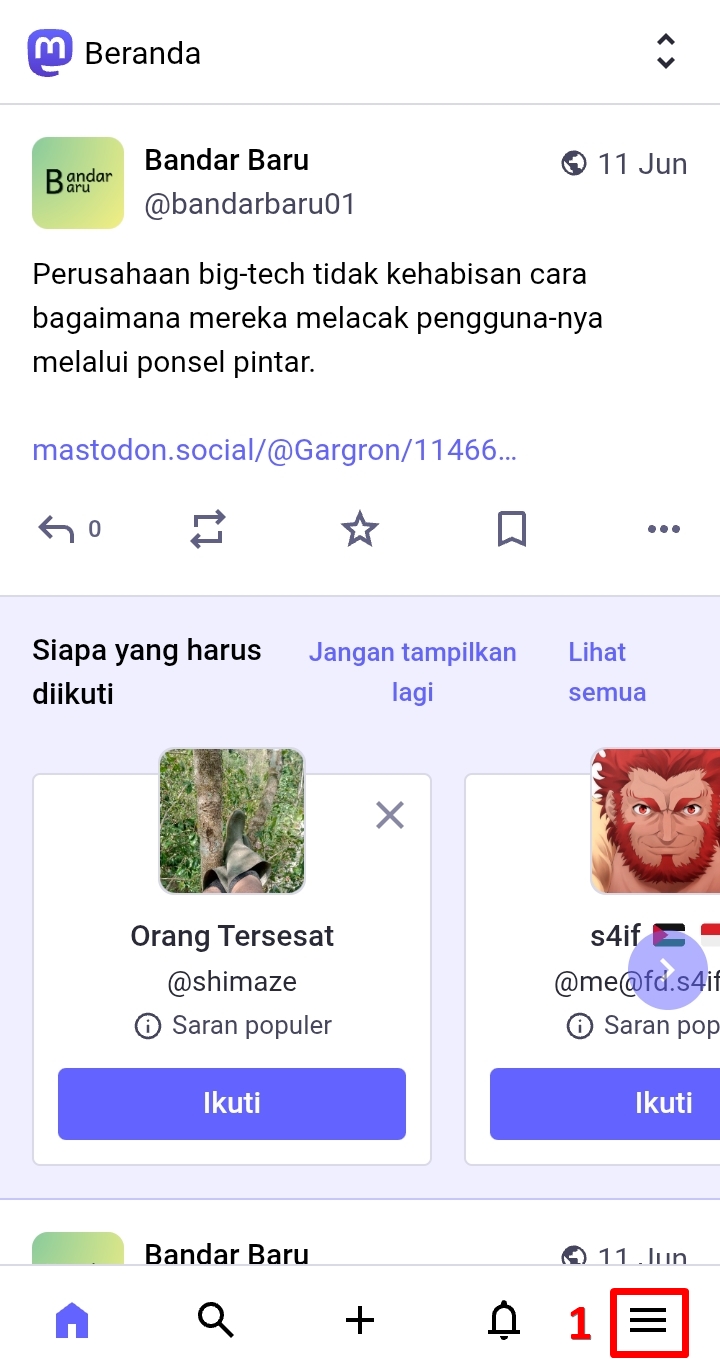 Beranda
Bandar Baru
11 Jun
@bandarbaru01
Bandar
Baru
Perusahaan big-tech tidak kehabisan cara
bagaimana mereka melacak pengguna-nya
melalui ponsel pintar.
mastodon.social/@Gargron/11466...
0
Siapa yang harus
diikuti
Jangan tampilkan
lagi
Lihat
semua
Orang Tersesat
@shimaze
Saran populer
Ikuti
s4if
@me@fd.s4if
Saran pop
Ikuti
Bandar Baru
11 Jun
1